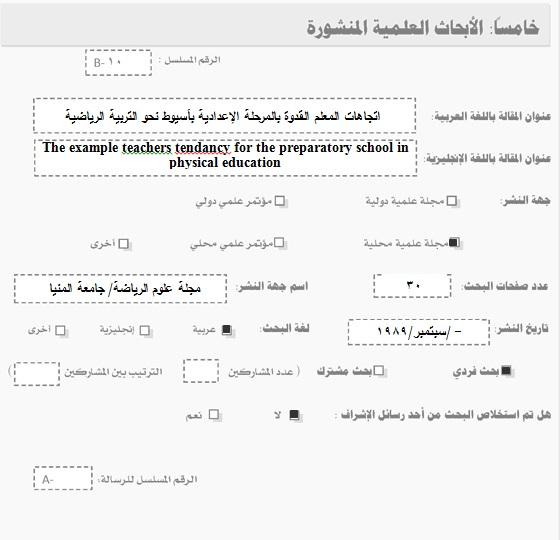 خامساً: الأبحاث العلمية المنشورة
الرقم المسلسل : B- ١٠
عنوان المقالة باللغة العربية: اتجاهات المعلم القدوة بالمرحلة الإعدادية بأسيوط نحو التربية الرياضية
عنوان المقالة باللغة الإنجليزية: The example teachers tendancy for the preparatory school in
physical education
جهة النشر: مجلة علمية دولية مؤتمر علمي دولي
مجلة علمية محلية مؤتمر علمي محلي أخرى
عدد صفحات البحث: ٣٠ اسم جهة النشر: مجلة علوم الرياضة/ جامعة المنيا
تاريخ النشر: – /سبتمبر/١٩٨٩ لغة البحث: عربية إنجليزية أخرى
بحث فردي بحث مشترك ( عدد المشاركين الترتيب بين المشاركين )
هل تم استخلاص البحث من أحد رسائل الإشراف : لا نعم
الرقم المسلسل للرسالة: A-